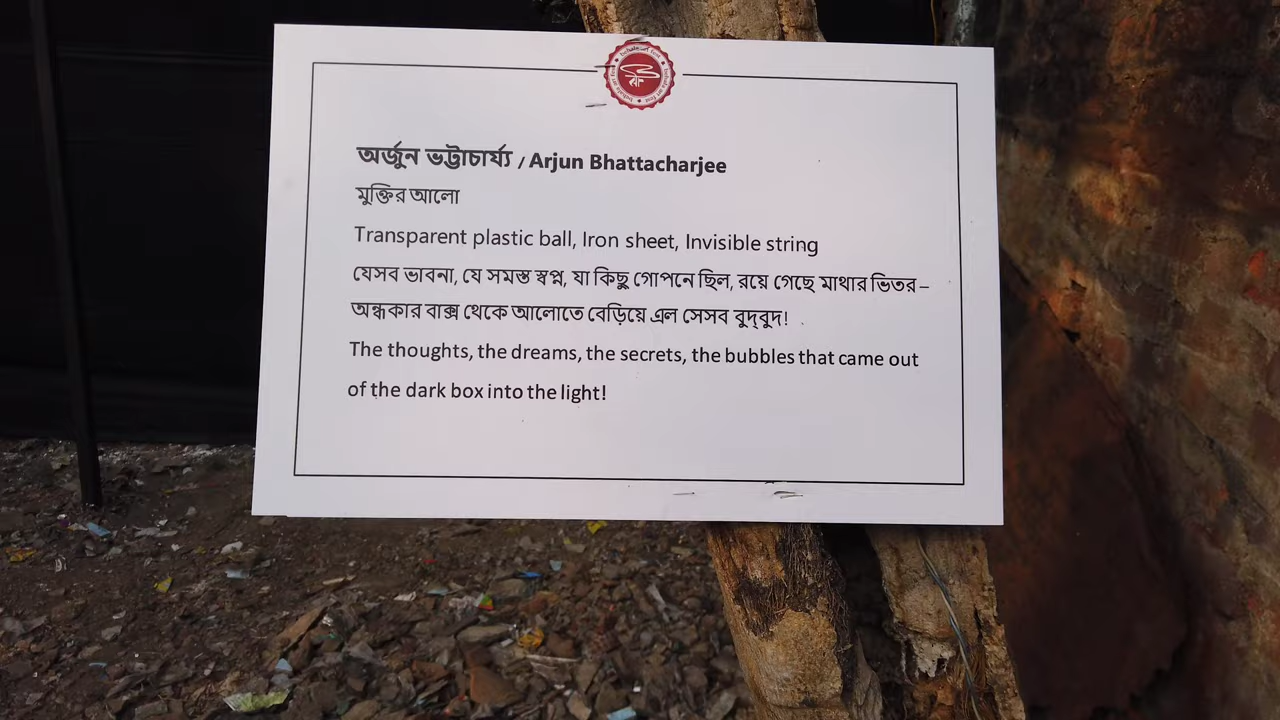 অর্জুন ভট্টাচার্য্য / Arjun Bhattacharjee
মুক্তির আলো
Transparent plastic ball, Iron sheet, Invisible string
যেসব ভাবনা, যে সমস্ত স্বপ্ন, যা কিছু গোপনে ছিল, রয়ে গেছে মাথার ভিতর–
অন্ধকার বাক্স থেকে আলোতে বেড়িয়ে এল সেসব বুদ্‌বুদ!
The thoughts, the dreams, the secrets, the bubbles that came out
of the dark box into the light!